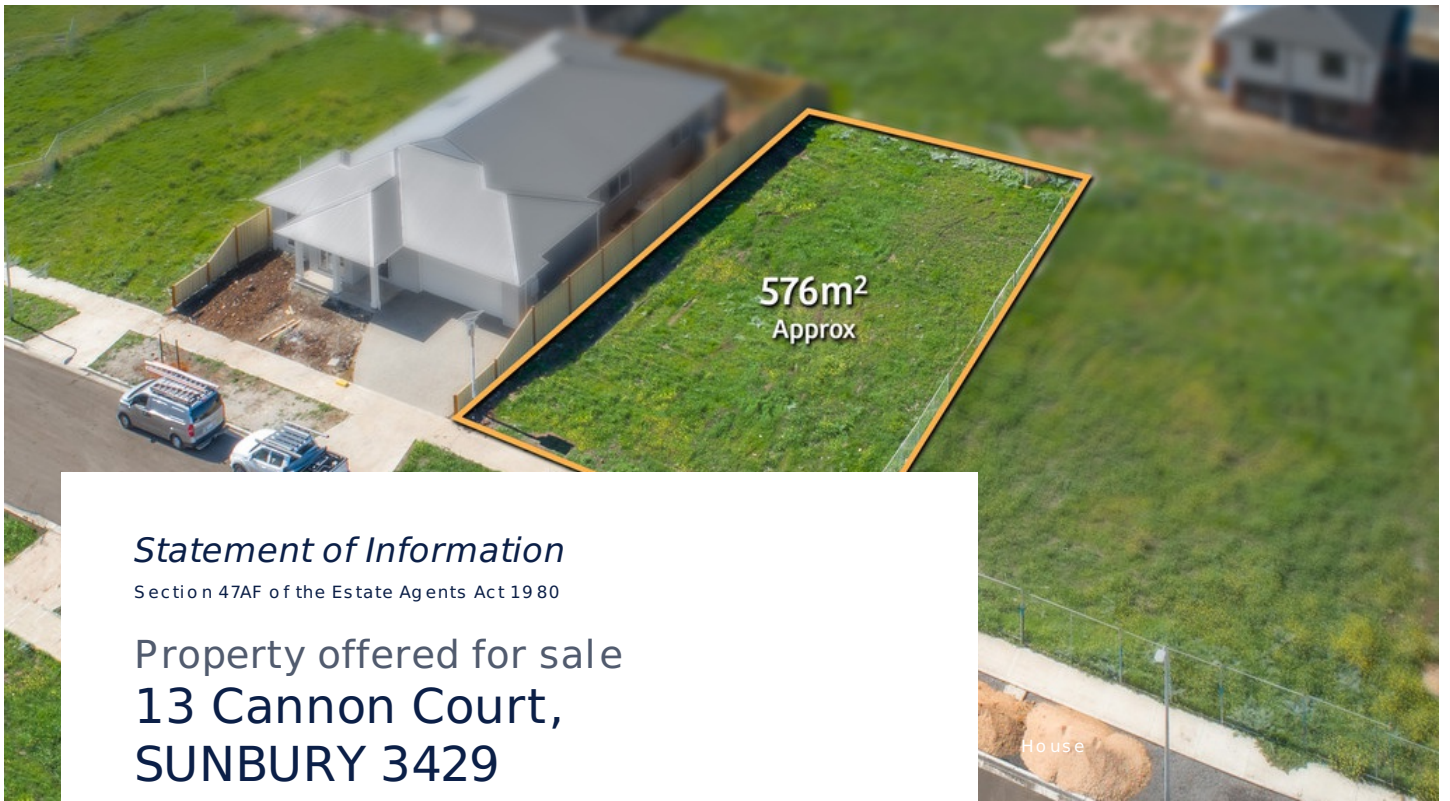 576m²
Approx
Statement of Information
Section 47AF of the Estate Agents Act 1980
Property offered for sale
13 Cannon Court,
SUNBURY 3429
House